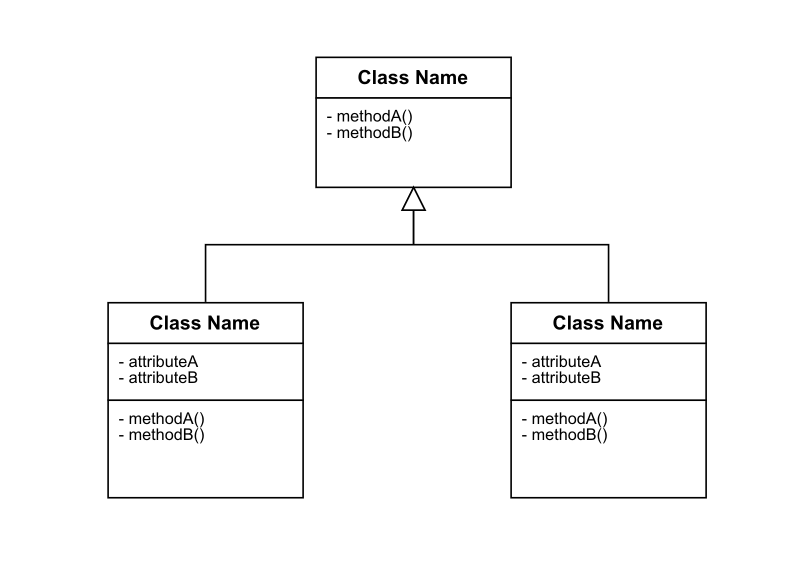 Class Name
- methodA()
- methodB()
Class Name
- attributeA
- attributeB
- methodA()
- methodB()
Class Name
- attributeA
- attributeB
- methodA()
- methodB()